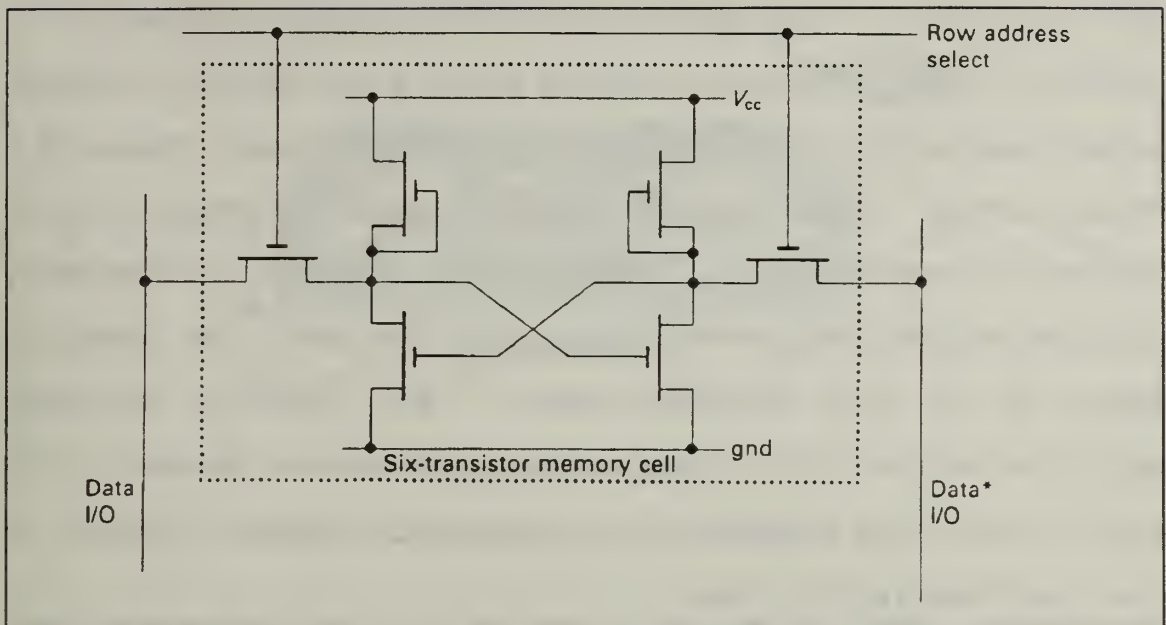 Row address
select
Vcc
gnd
Six-transistor memory cell
Data
I/O
Data*
I/O